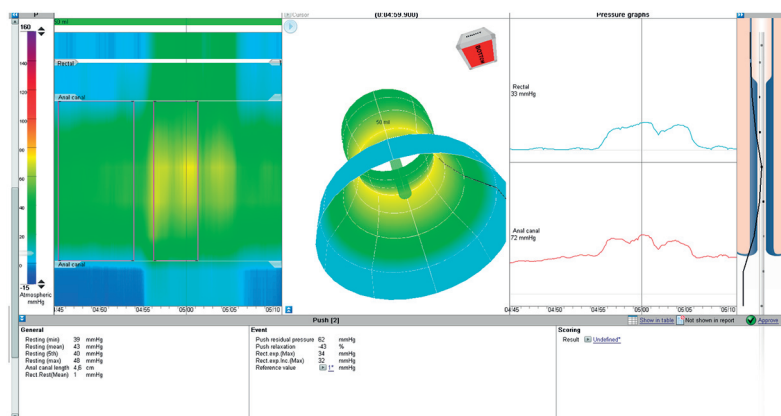 P
Cursor
(0:04:59.900)
Pressure graphs
160
140
120
100
80
60
40
20
0
-15
Atmospheric
mmHg
50 ml
Rectal
Anal canal
Anal canal
'4/45
04/50
04/55
05:00
05:05
05:10
50 ml
BOTTOM
Rectal
33 mmHg
Anal canal
72 mmHg
04/45
04/50
04/55
05:00
05:05
05/10
Push [2]
Show in table
Not shown in report
Approve
General
Resting (min) 39 mmHg
Resting (mean) 43 mmHg
Resting (5th) 40 mmHg
Resting (max) 48 mmHg
Anal canal length 4,6 cm
Rect.Rest(Mean) 1 mmHg
Event
Push residual pressure 62 mmHg
Push relaxation -43 %
Rect.exp.(Max) 34 mmHg
Rect.exp.Inc.(Max) 32 mmHg
Reference value 1*
Scoring
Result Undefined*